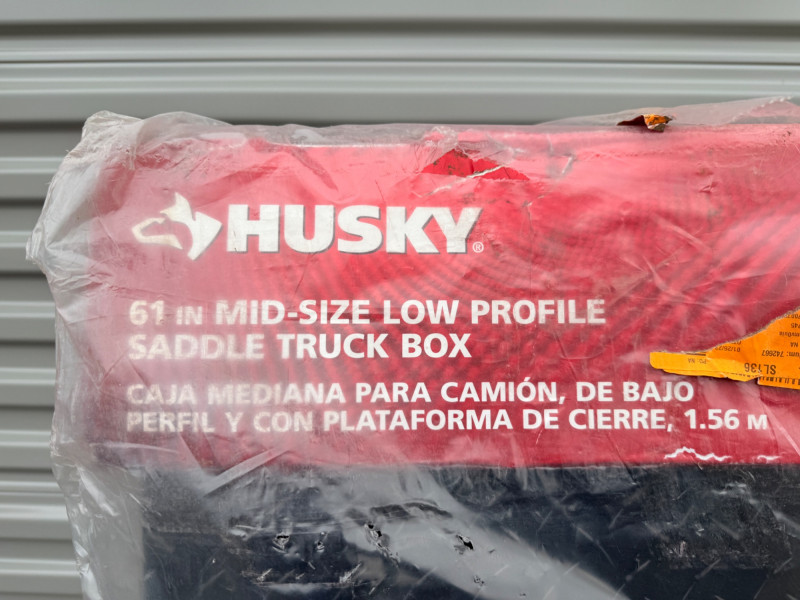 HUSKY®
61 IN MID-SIZE LOW PROFILE
SADDLE TRUCK BOX
CAJA MEDIANA PARA CAMIÓN, DE BAJO
PERFIL Y CON PLATAFORMA DE CIERRE, 1.56 M
SL135